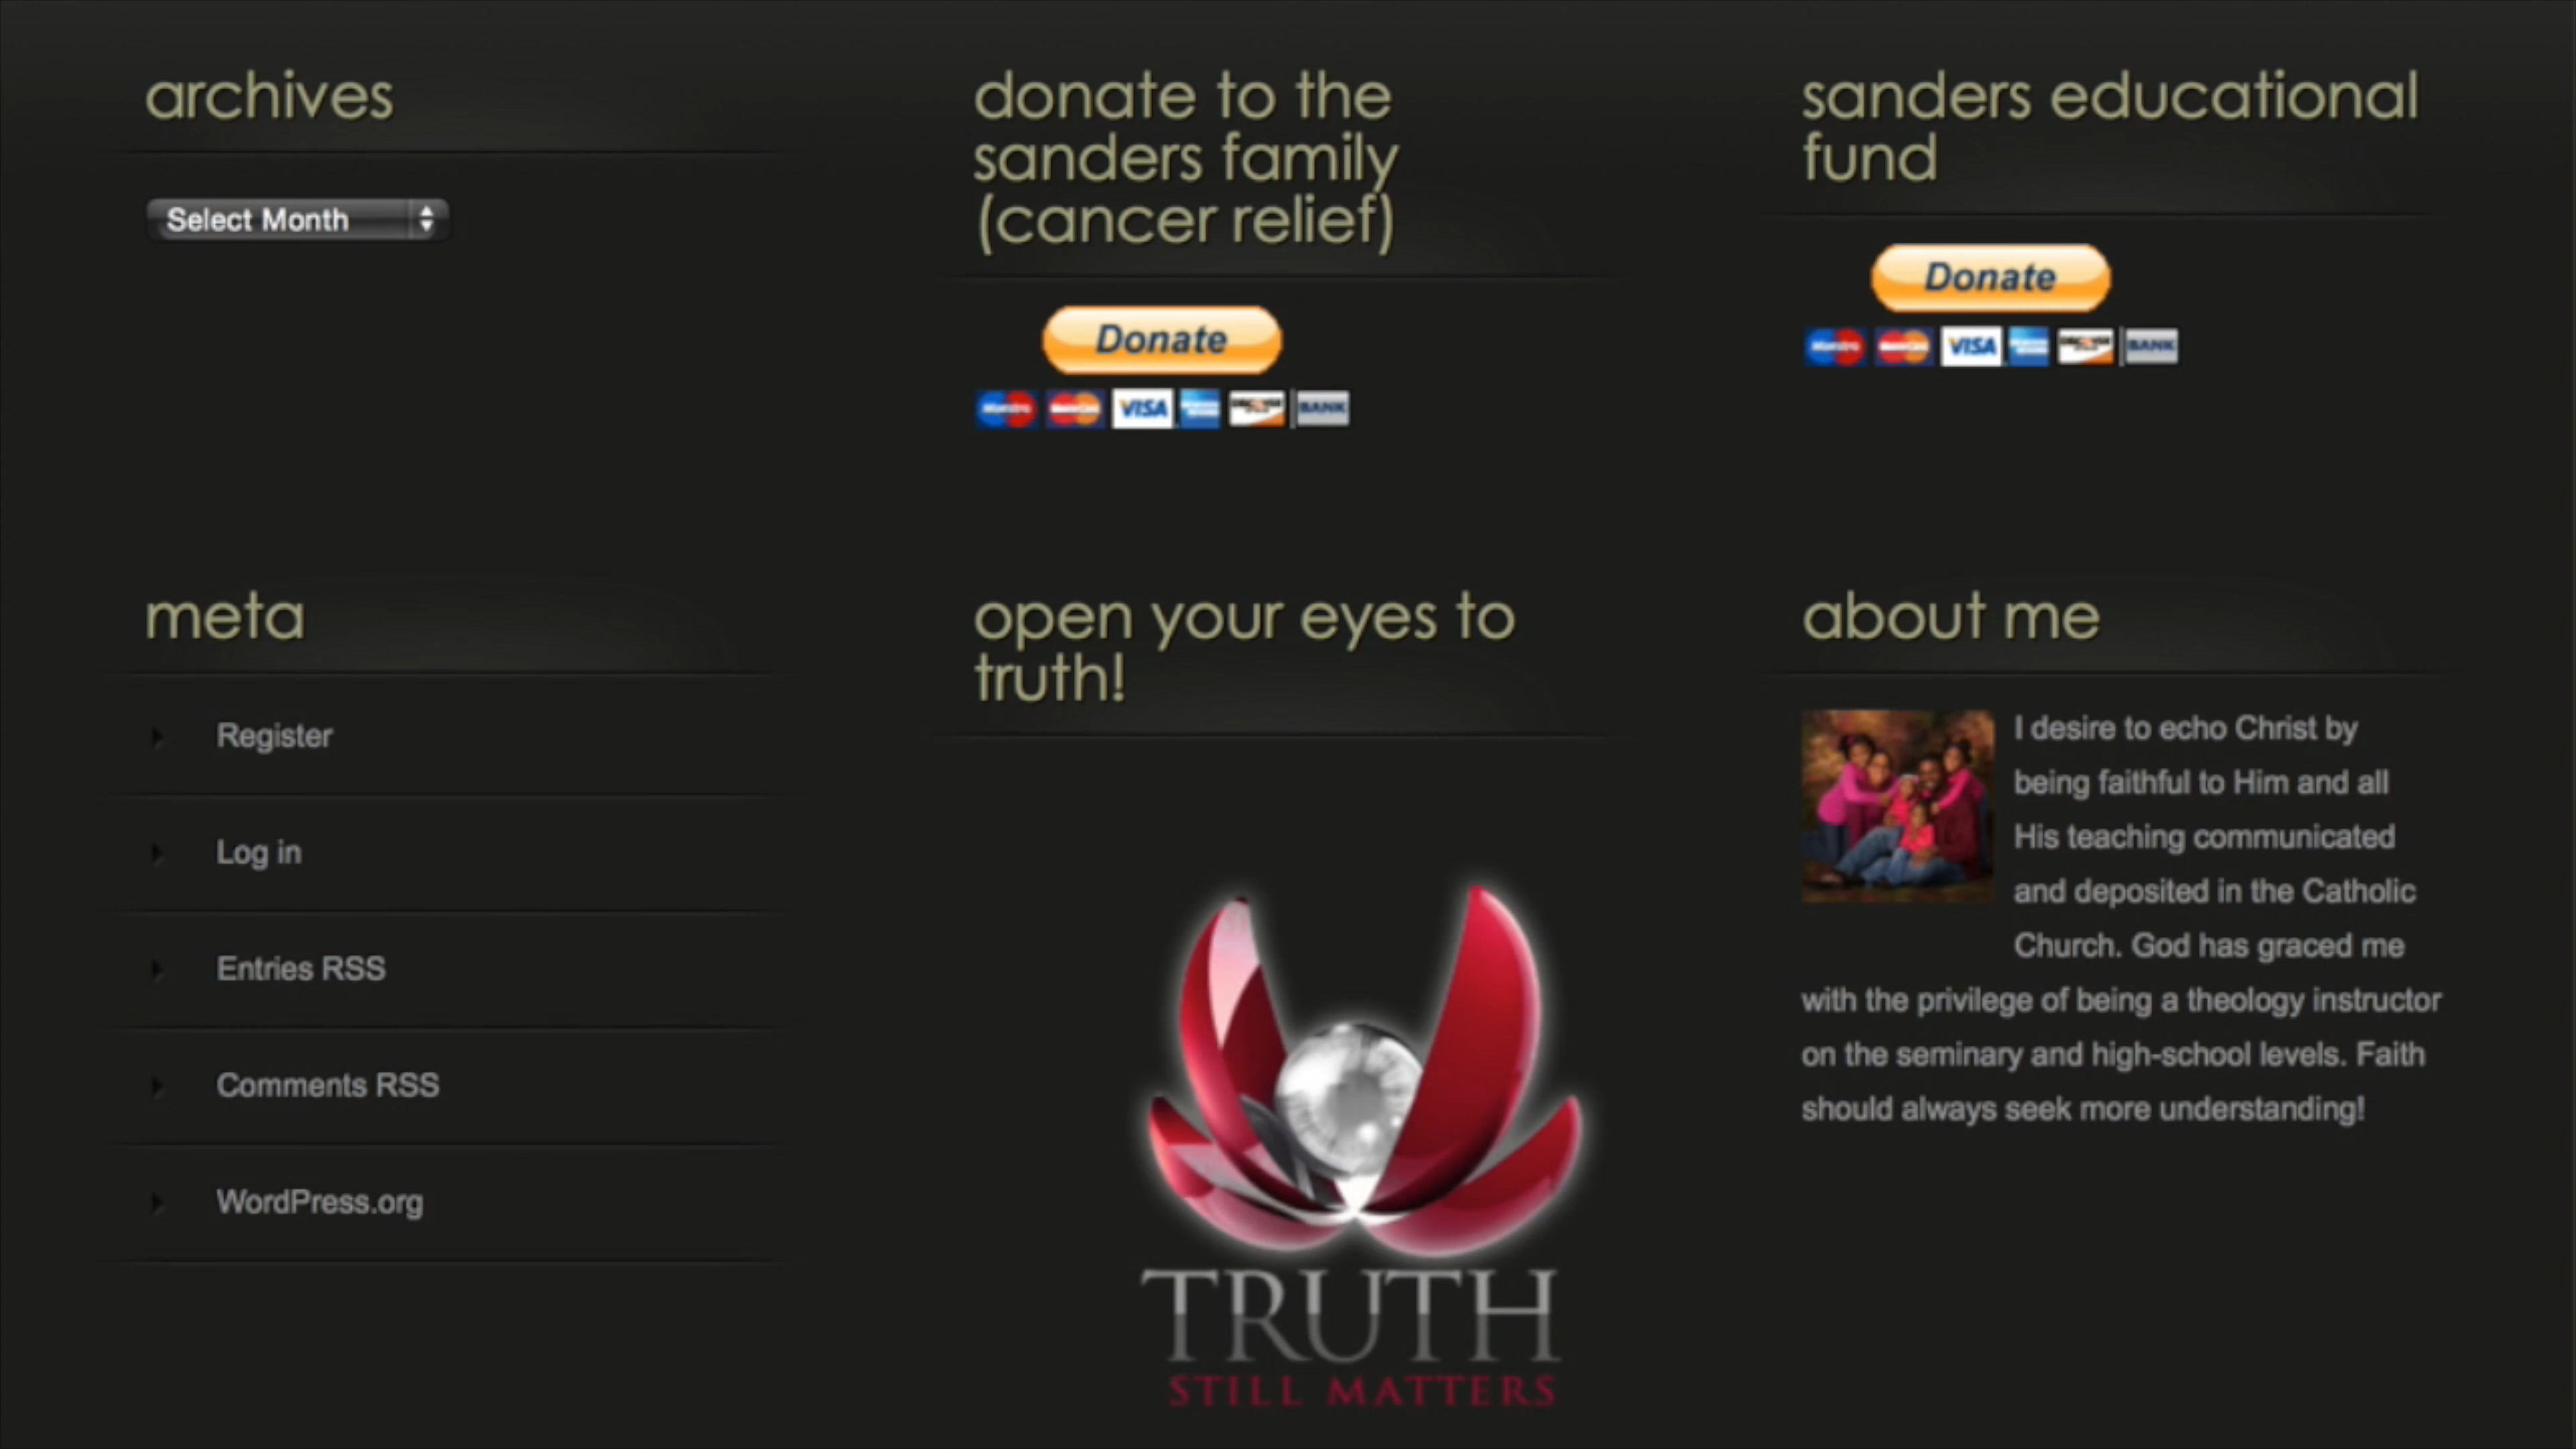 archives
Select Month
donate to the
sanders family
(cancer relief)
Donate
VISA
BANK
sanders educational
fund
Donate
VISA
BANK
meta
Register
Log in
Entries RSS
Comments RSS
WordPress.org
open your eyes to
truth!
TRUTH
STILL MATTERS
about me
I desire to echo Christ by
being faithful to Him and all
His teaching communicated
and deposited in the Catholic
Church. God has graced me
with the privilege of being a theology instructor
on the seminary and high-school levels. Faith
should always seek more understanding!